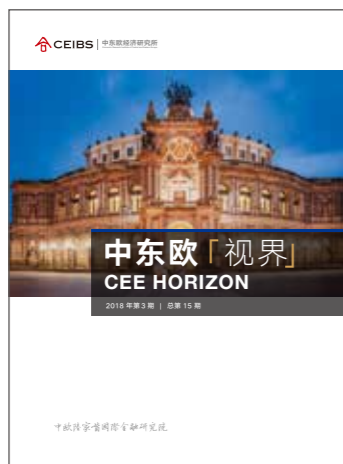 CEIBS | 中东欧经济研究所
中东欧「视界」
CEE HORIZON
2018 年第 3 期 | 总第 15 期
中欧陆家嘴国际金融研究院